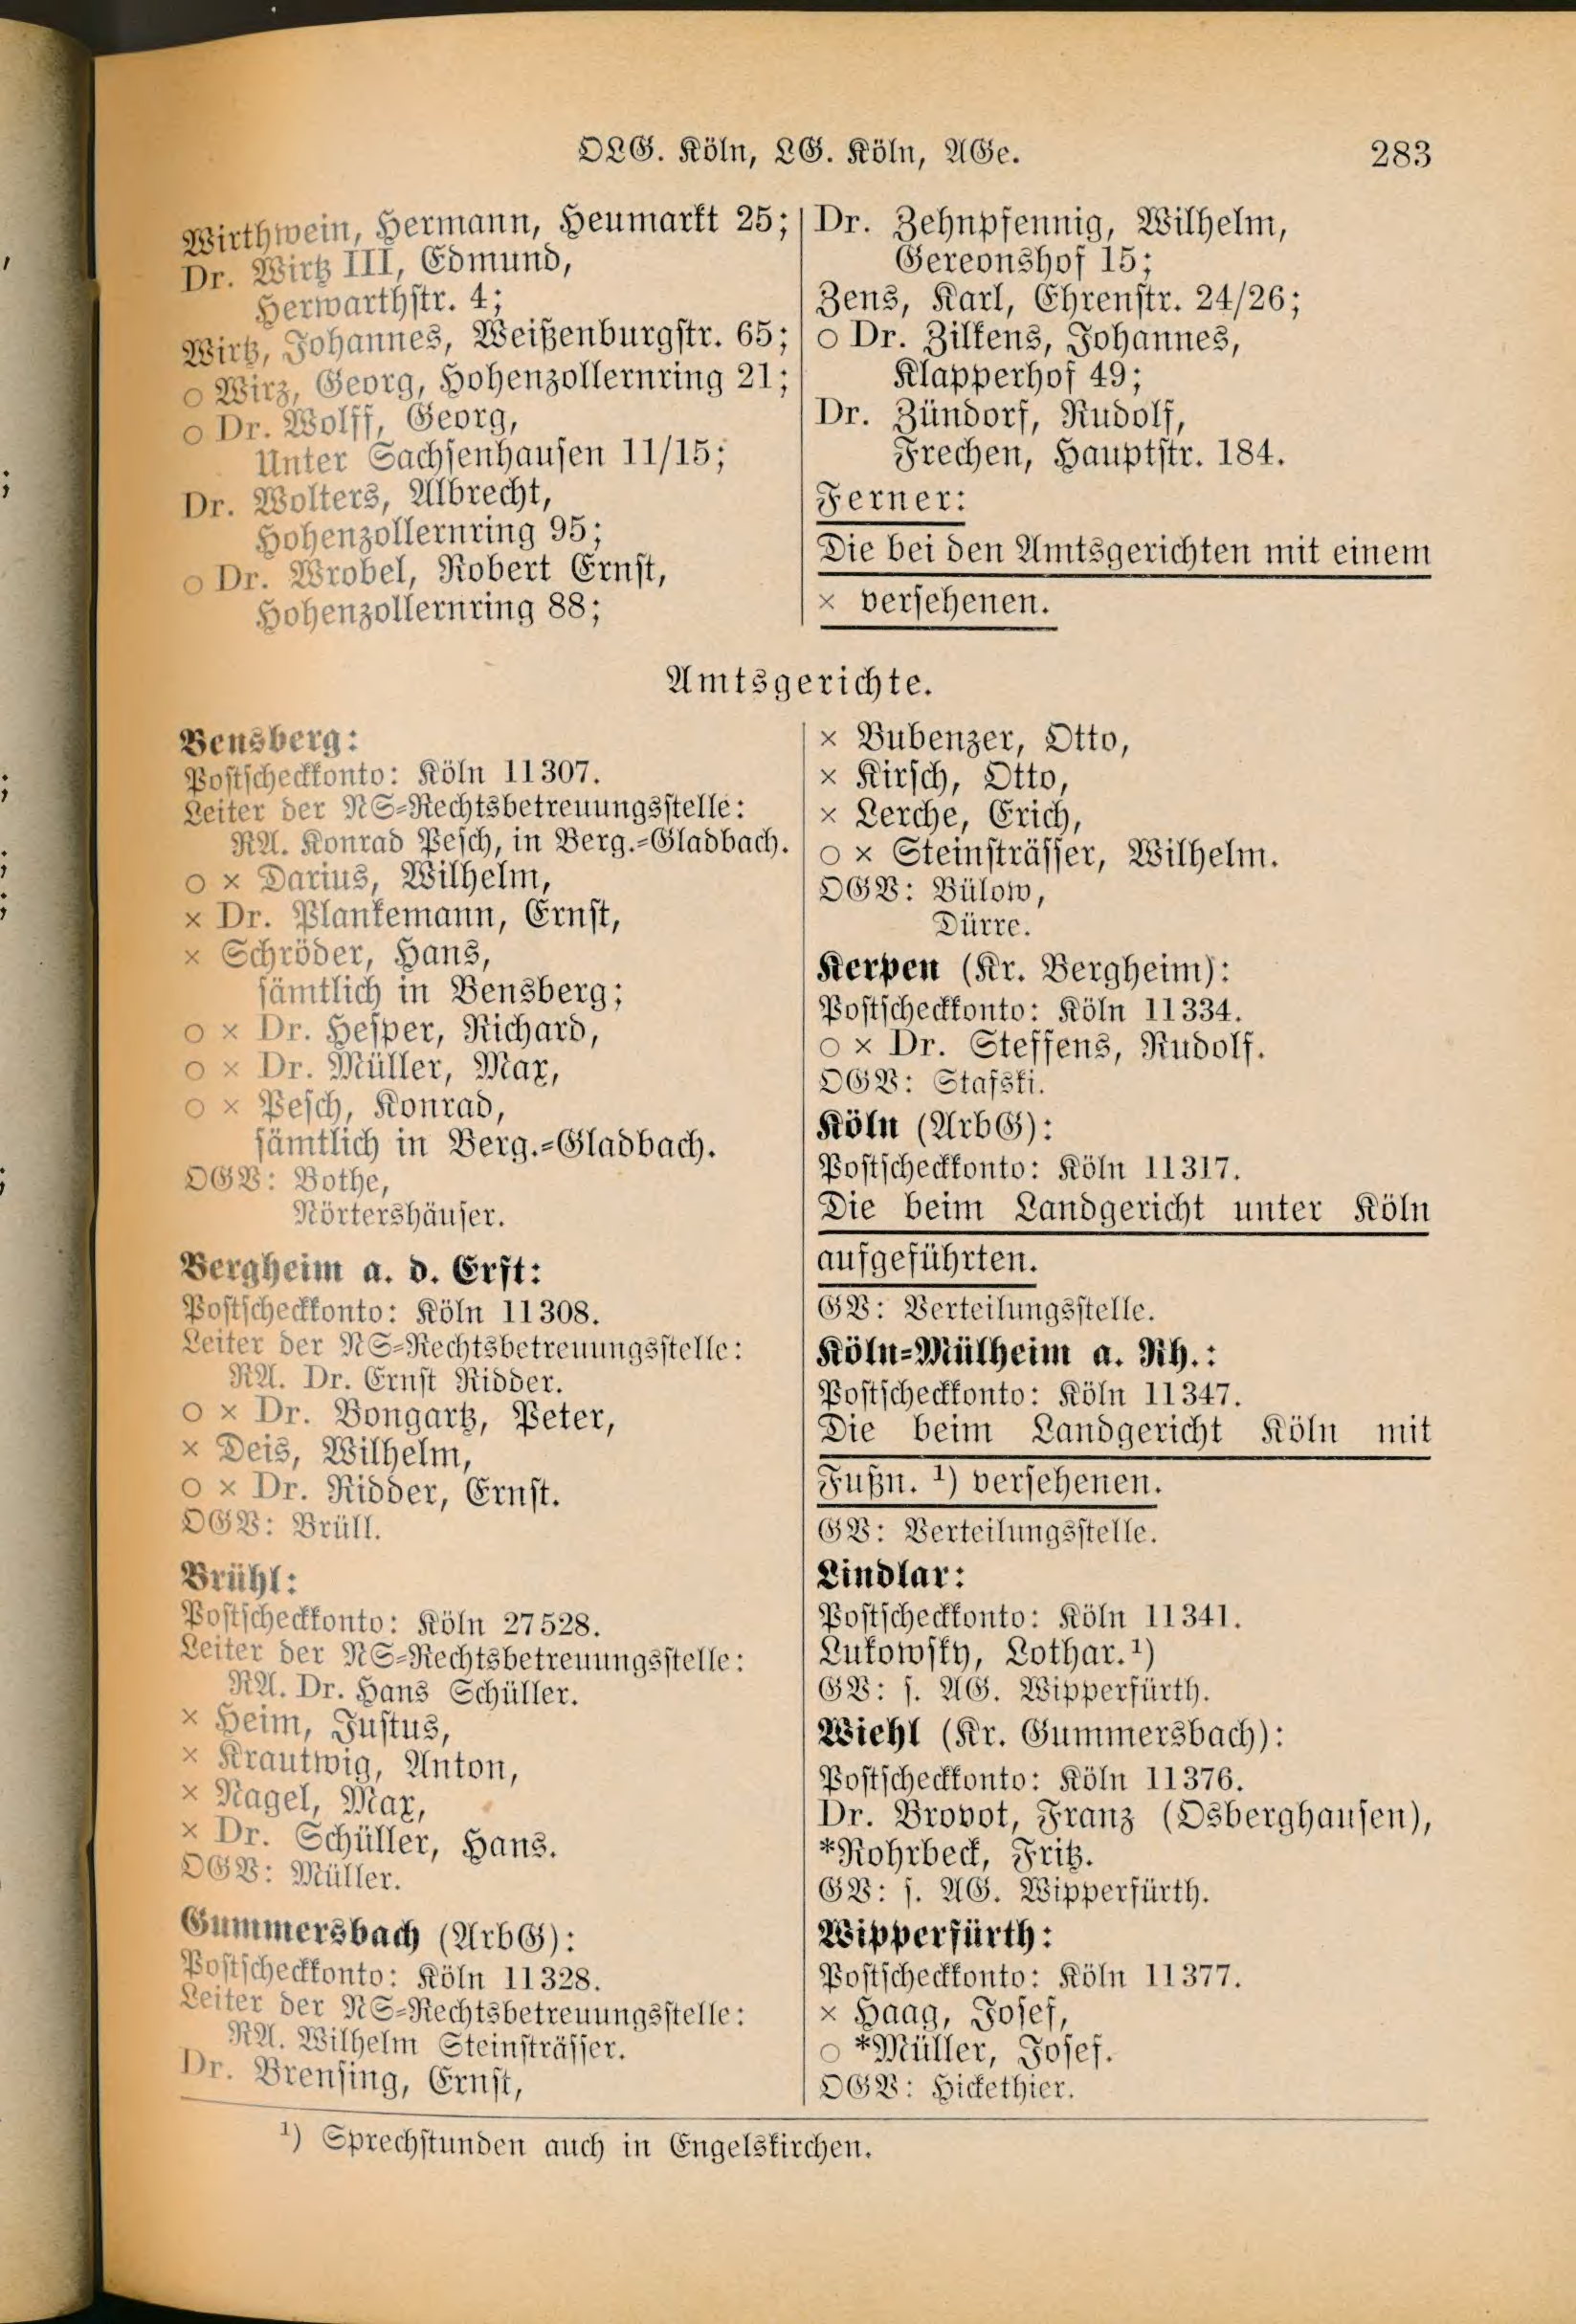 OLG. Köln, LG. Köln, AGe.
283
Wirthwein, Hermann, Heumarkt 25;
Dr. Wirtz III, Edmund,
Herwarthstr. 4;
Wirtz, Johannes, Weißenburgstr. 65;
○ Wirz, Georg, Hohenzollernring 21;
○ Dr. Wolff, Georg,
Unter Sachsenhausen 11/15;
Dr. Wolters, Albrecht,
Hohenzollernring 95;
○ Dr. Wrobel, Robert Ernst,
Hohenzollernring 88;
Dr. Zehnpfennig, Wilhelm,
Gereonshof 15;
Zens, Karl, Ehrenstr. 24/26;
○ Dr. Zilkens, Johannes,
Klapperhof 49;
Dr. Zündorf, Rudolf,
Frechen, Hauptstr. 184.
Ferner:
Die bei den Amtsgerichten mit einem
× versehenen.
Amtsgerichte.
Bensberg:
Postscheckkonto: Köln 11307.
Leiter der NS-Rechtsbetreuungsstelle:
RA. Konrad Pesch, in Berg.-Gladbach.
○ × Darius, Wilhelm,
× Dr. Plankemann, Ernst,
× Schröder, Hans,
sämtlich in Bensberg;
○ × Dr. Hesper, Richard,
○ × Dr. Müller, Max,
○ × Pesch, Konrad,
sämtlich in Berg.-Gladbach.
OGV: Bothe,
Nörtershäuser.
Bergheim a. d. Erft:
Postscheckkonto: Köln 11308.
Leiter der NS-Rechtsbetreuungsstelle:
RA. Dr. Ernst Ridder.
○ × Dr. Bongartz, Peter,
× Deis, Wilhelm,
○ × Dr. Ridder, Ernst.
OGV: Brüll.
Brühl:
Postscheckkonto: Köln 27528.
Leiter der NS-Rechtsbetreuungsstelle:
RA. Dr. Hans Schüller.
× Heim, Justus,
× Krautwig, Anton,
× Nagel, Max,
× Dr. Schüller, Hans.
OGV: Müller.
Gummersbach (ArbG):
Postscheckkonto: Köln 11328.
Leiter der NS-Rechtsbetreuungsstelle:
RA. Wilhelm Steinsträsser.
Dr. Brensing, Ernst,
× Bubenzer, Otto,
× Kirsch, Otto,
× Lerche, Erich,
○ × Steinsträsser, Wilhelm.
OGV: Bülow,
Dürre.
Kerpen (Kr. Bergheim):
Postscheckkonto: Köln 11334.
○ × Dr. Steffens, Rudolf.
OGV: Stafski.
Köln (ArbG):
Postscheckkonto: Köln 11317.
Die beim Landgericht unter Köln
aufgeführten.
GV: Verteilungsstelle.
Köln-Mülheim a. Rh.:
Postscheckkonto: Köln 11347.
Die beim Landgericht Köln mit
Fußn. ¹) versehenen.
GV: Verteilungsstelle.
Lindlar:
Postscheckkonto: Köln 11341.
Lukowsky, Lothar.¹)
GV: s. AG. Wipperfürth.
Wiehl (Kr. Gummersbach):
Postscheckkonto: Köln 11376.
Dr. Brovot, Franz (Osberghausen),
*Rohrbeck, Fritz.
GV: s. AG. Wipperfürth.
Wipperfürth:
Postscheckkonto: Köln 11377.
× Haag, Josef,
○ *Müller, Josef.
OGV: Hickethier.
¹) Sprechstunden auch in Engelskirchen.